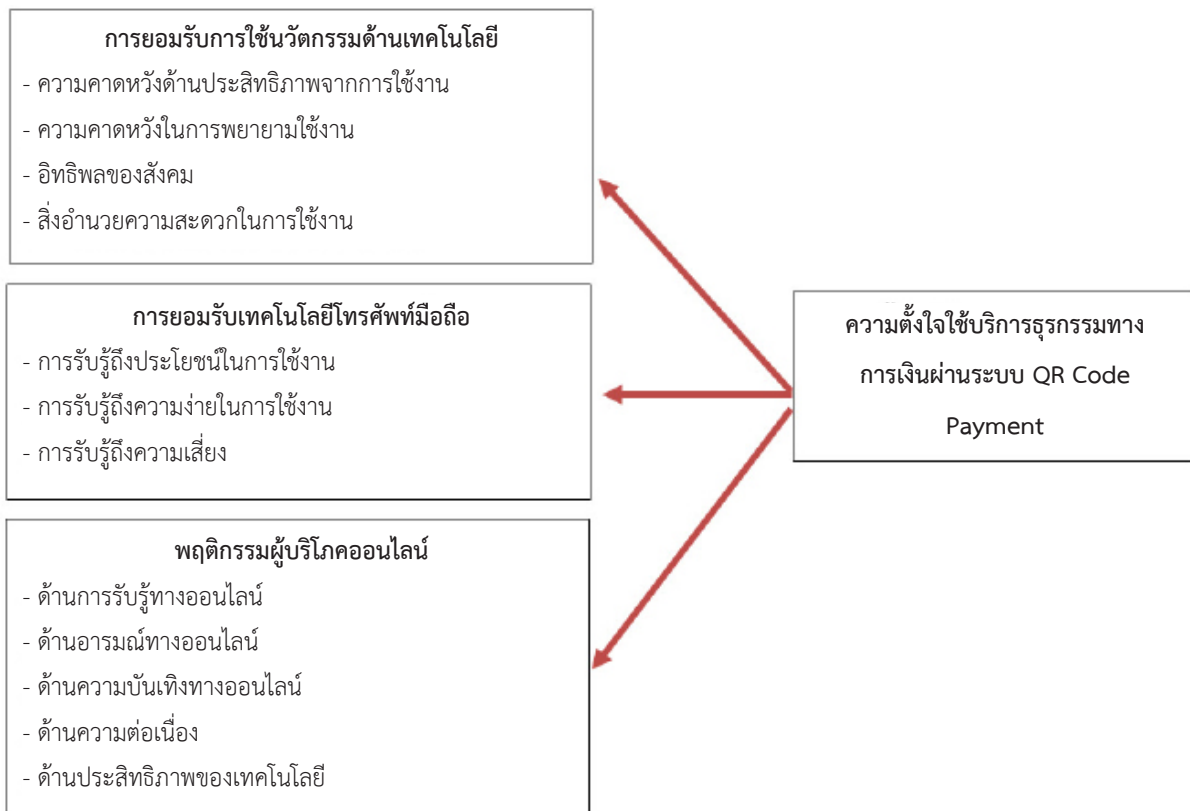 การยอมรับการใช้นวัตกรรมด้านเทคโนโลยี
- ความคาดหวังด้านประสิทธิภาพจากการใช้งาน
- ความคาดหวังในการพยายามใช้งาน
- อิทธิพลของสังคม
- สิ่งอำนวยความสะดวกในการใช้งาน
การยอมรับเทคโนโลยีโทรศัพท์มือถือ
- การรับรู้ถึงประโยชน์ในการใช้งาน
- การรับรู้ถึงความง่ายในการใช้งาน
- การรับรู้ถึงความเสี่ยง
พฤติกรรมผู้บริโภคออนไลน์
- ด้านการรับรู้ทางออนไลน์
- ด้านอารมณ์ทางออนไลน์
- ด้านความบันเทิงทางออนไลน์
- ด้านความต่อเนื่อง
- ด้านประสิทธิภาพของเทคโนโลยี
ความตั้งใจใช้บริการธุรกรรมทาง
การเงินผ่านระบบ QR Code
Payment